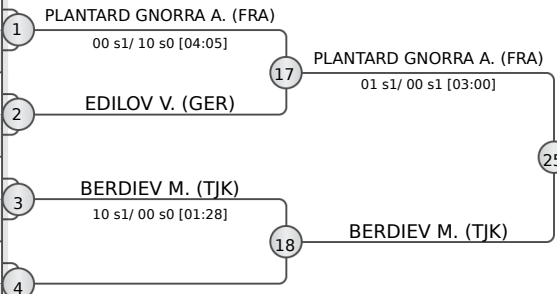 PLANTARD GNORRA A. (FRA)
1
00 s1/ 10 s0 [04:05]
PLANTARD GNORRA A. (FRA)
17
01 s1/ 00 s1 [03:00]
EDILOV V. (GER)
2
25
BERDIEV M. (TJK)
3
10 s1/ 00 s0 [01:28]
BERDIEV M. (TJK)
18
4